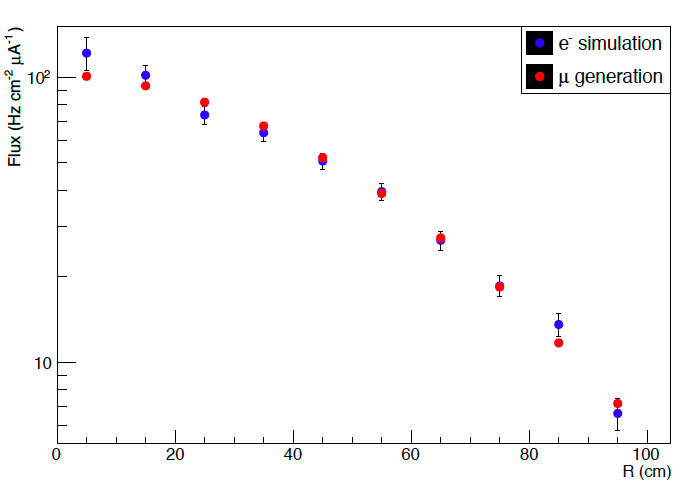 Flux (Hz cm⁻² μA⁻¹)
e⁻ simulation
μ generation
10²
10
0 20 40 60 80 100
R (cm)